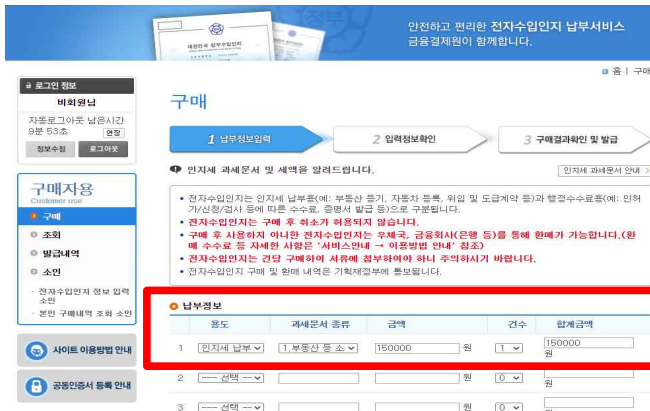 안전하고 편리한 전자수입인지 납부서비스
금융결제원이 함께합니다.
홈 | 구매
로그인 정보
비회원님
자동로그아웃 남은시간
9분 53초 연장
정보수정 로그아웃
구매
1 납부정보입력 2 입력정보확인 3 구매결과확인 및 발급
인지세 과세문서 및 세액을 알려드립니다.
인지세 과세문서 안내 >
구매자용
Customer use
구매
조회
발급내역
소인
· 전자수입인지 정보 입력
소인
· 본인 구매내역 조회 소인
사이트 이용방법 안내
공동인증서 등록 안내
• 전자수입인지는 인지세 납부용(예: 부동산 등기, 자동차 등록, 위임 및 도급계약 등)과 행정수수료용(예: 인허
가/신청/검사 등에 따른 수수료, 증명서 발급 등)으로 구분됩니다.
• 전자수입인지는 구매 후 취소가 허용되지 않습니다.
• 구매 후 사용하지 아니한 전자수입인지는 우체국, 금융회사(은행 등)를 통해 환매가 가능합니다.(환
매 수수료 등 자세한 사항은 '서비스안내 → 이용방법 안내' 참조)
• 전자수입인지는 건당 구매하여 서류에 첨부하여야 하니 주의하시기 바랍니다.
• 전자수입인지 구매 및 환매 내역은 기획재정부에 통보됩니다.
납부정보
용도 과세문서 종류 금액 건수 합계금액
1 인지세 납부 1.부동산 등 소 150000 원 1 150000
원
2 --- 선택 --- 원 0
원
3 --- 선택 --- 원 0